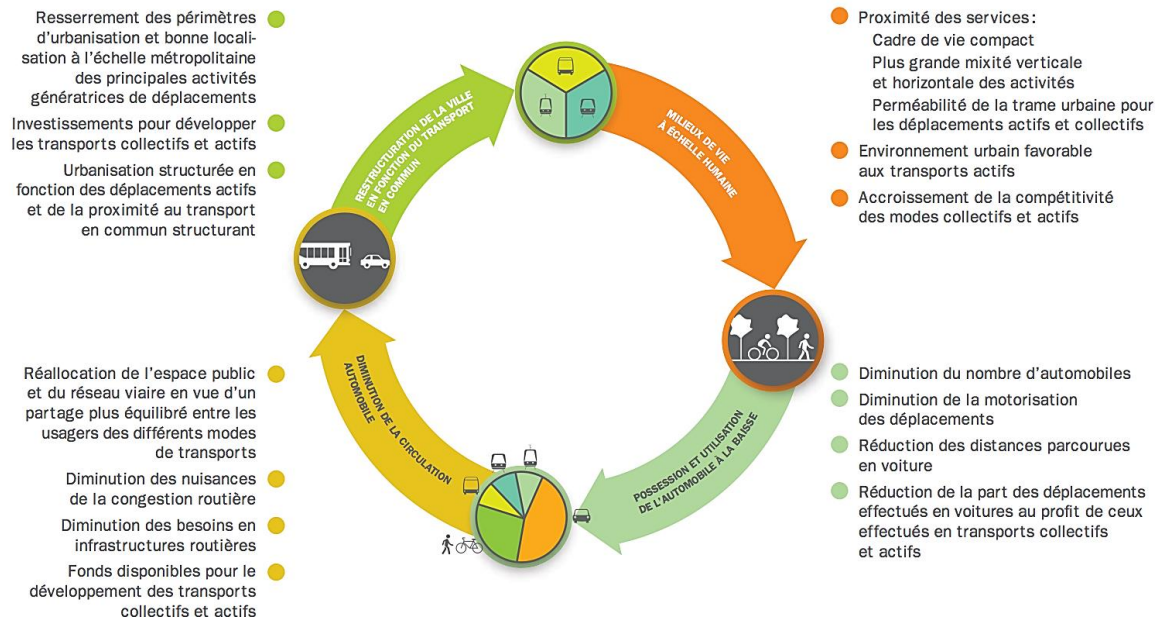 Resserrement des périmètres
d'urbanisation et bonne locali-
sation à l'échelle métropolitaine
des principales activités
génératrices de déplacements
Investissements pour développer
les transports collectifs et actifs
Urbanisation structurée en
fonction des déplacements actifs
et de la proximité au transport
en commun structurant
RESTRUCTURATION DE LA VILLE
EN FONCTION DU TRANSPORT
EN COMMUN
MILIEUX DE VIE
À ÉCHELLE HUMAINE
Proximité des services :
Cadre de vie compact
Plus grande mixité verticale
et horizontale des activités
Perméabilité de la trame urbaine pour
les déplacements actifs et collectifs
Environnement urbain favorable
aux transports actifs
Accroissement de la compétitivité
des modes collectifs et actifs
Réallocation de l'espace public
et du réseau viaire en vue d'un
partage plus équilibré entre les
usagers des différents modes
de transports
Diminution des nuisances
de la congestion routière
Diminution des besoins en
infrastructures routières
Fonds disponibles pour le
développement des transports
collectifs et actifs
DIMINUTION DE LA CIRCULATION
AUTOMOBILE
POSSESSION ET UTILISATION
DE L'AUTOMOBILE À LA BAISSE
Diminution du nombre d'automobiles
Diminution de la motorisation
des déplacements
Réduction des distances parcourues
en voiture
Réduction de la part des déplacements
effectués en voitures au profit de ceux
effectués en transports collectifs
et actifs